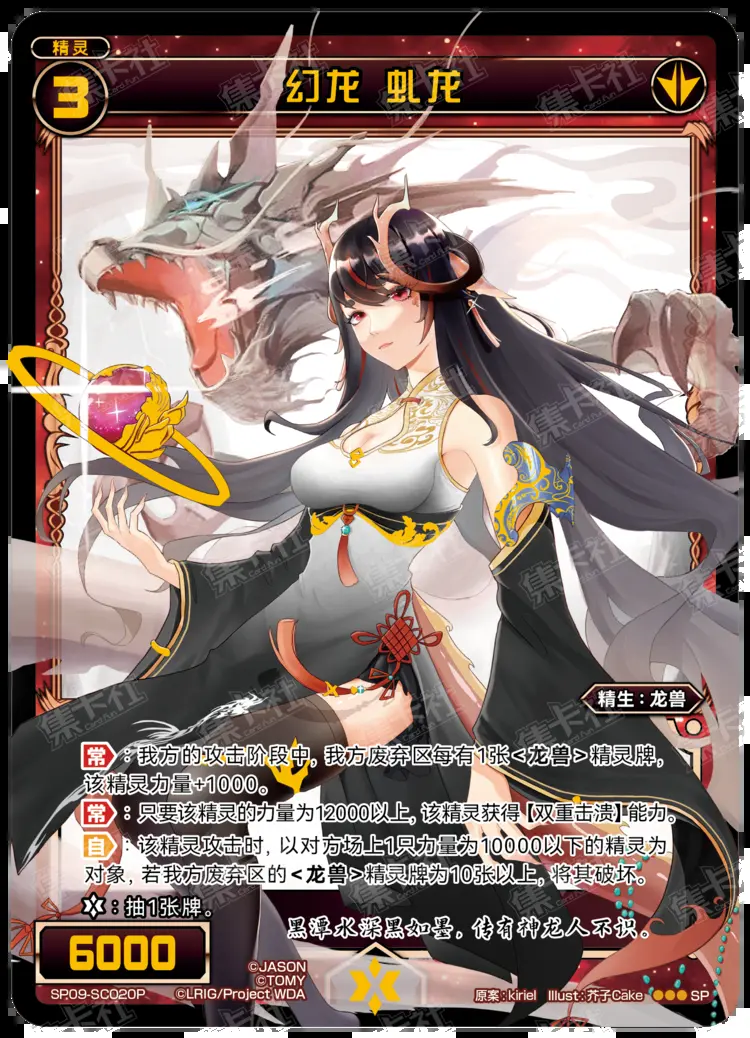 精灵
3
幻龙 虬龙
精生：龙兽
常：我方的攻击阶段中，我方废弃区每有1张<龙兽>精灵牌，
该精灵力量+1000。
常：只要该精灵的力量为12000以上，该精灵获得【双重击溃】能力。
自：该精灵攻击时，以对方场上1只力量为10000以下的精灵为
对象，若我方废弃区的<龙兽>精灵牌为10张以上，将其破坏。
：抽1张牌。
黑潭水深黑如墨，传有神龙人不识。
6000
©JASON
©TOMY
SP09-SC020P ©LRIG/Project WDA
原案：kiriel Illust：芥子Cake SP
集卡社